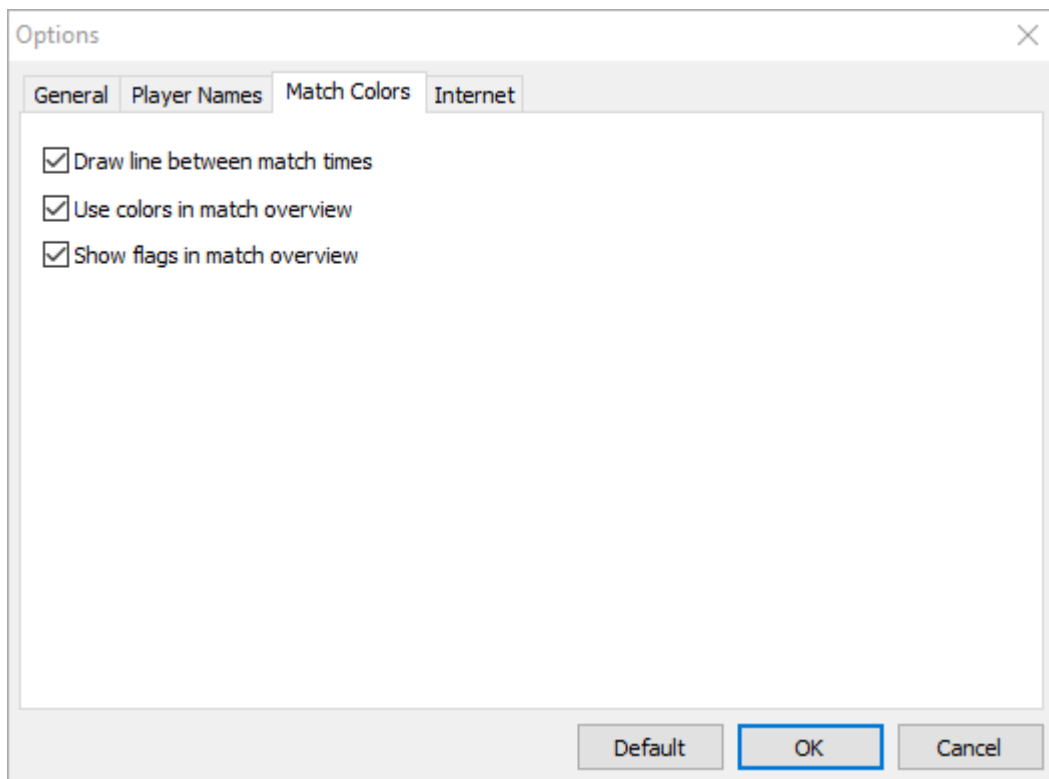 Options
General Player Names Match Colors Internet
Draw line between match times
Use colors in match overview
Show flags in match overview
Default OK Cancel